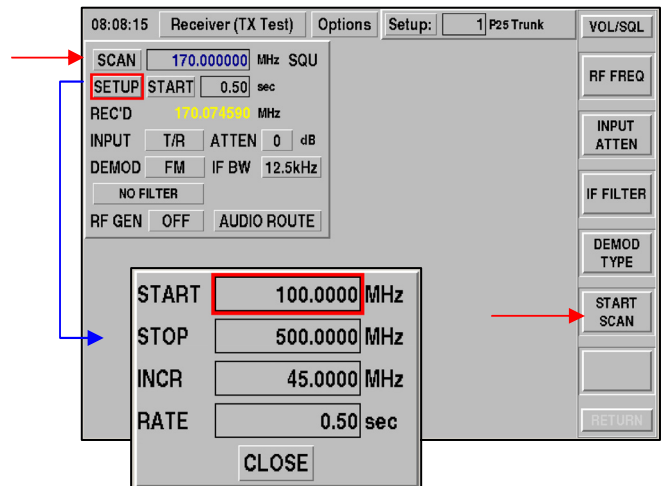 08:08:15 Receiver (TX Test) Options Setup: 1 P25 Trunk
SCAN 170.000000 MHz SQU
SETUP START 0.50 sec
REC'D 170.074590 MHz
INPUT T/R ATTEN 0 dB
DEMOD FM IF BW 12.5kHz
NO FILTER
RF GEN OFF AUDIO ROUTE
START 100.0000 MHz
STOP 500.0000 MHz
INCR 45.0000 MHz
RATE 0.50 sec
CLOSE
VOL/SQL
RF FREQ
INPUT
ATTEN
IF FILTER
DEMOD
TYPE
START
SCAN
RETURN